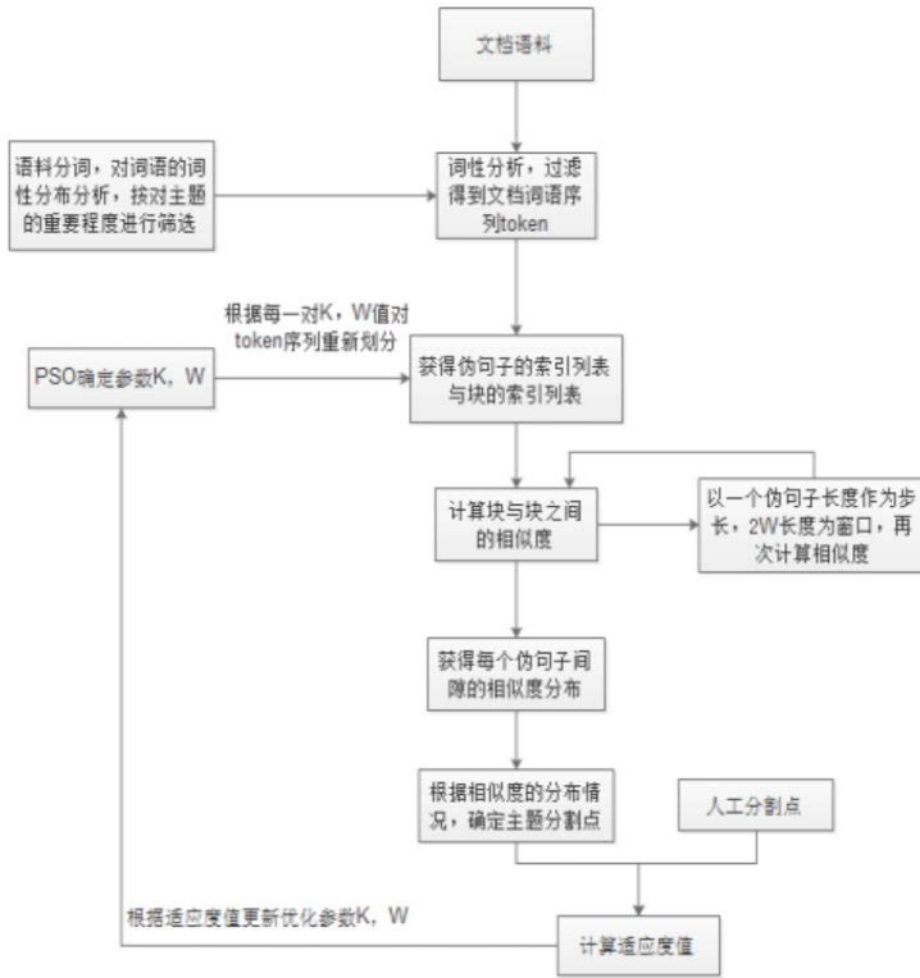 文档语料
语料分词，对词语的词
性分布分析，按对主题
的重要程度进行筛选
词性分析，过滤
得到文档词语序
列token
根据每一对K，W值对
token序列重新划分
PSO确定参数K，W
获得伪句子的索引列表
与块的索引列表
计算块与块之间
的相似度
以一个伪句子长度作为步
长，2W长度为窗口，再
次计算相似度
获得每个伪句子间
隙的相似度分布
根据相似度的分布情
况，确定主题分割点
人工分割点
根据适应度值更新优化参数K，W
计算适应度值